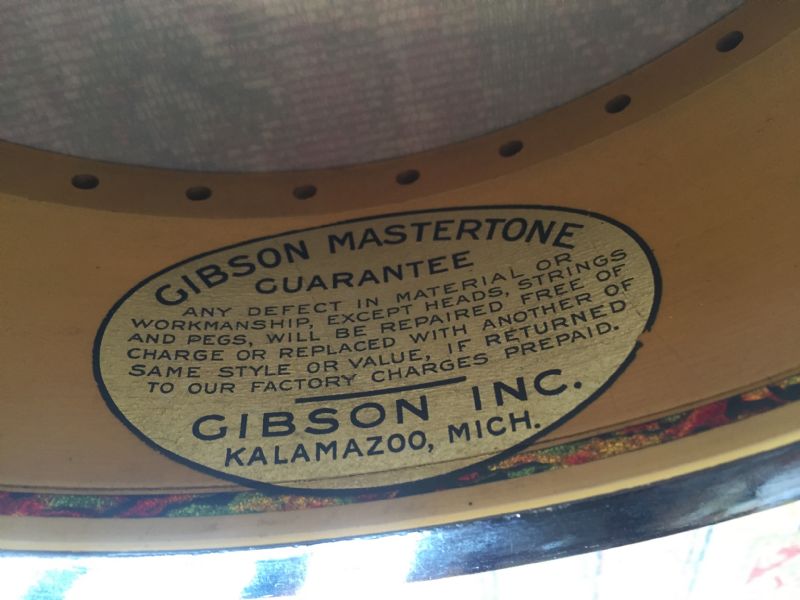 GIBSON MASTERTONE
GUARANTEE
ANY DEFECT IN MATERIAL OR
WORKMANSHIP, EXCEPT HEADS, STRINGS
AND PEGS, WILL BE REPAIRED FREE OF
CHARGE OR REPLACED WITH ANOTHER OF
SAME STYLE OR VALUE, IF RETURNED
TO OUR FACTORY CHARGES PREPAID.
GIBSON INC.
KALAMAZOO, MICH.